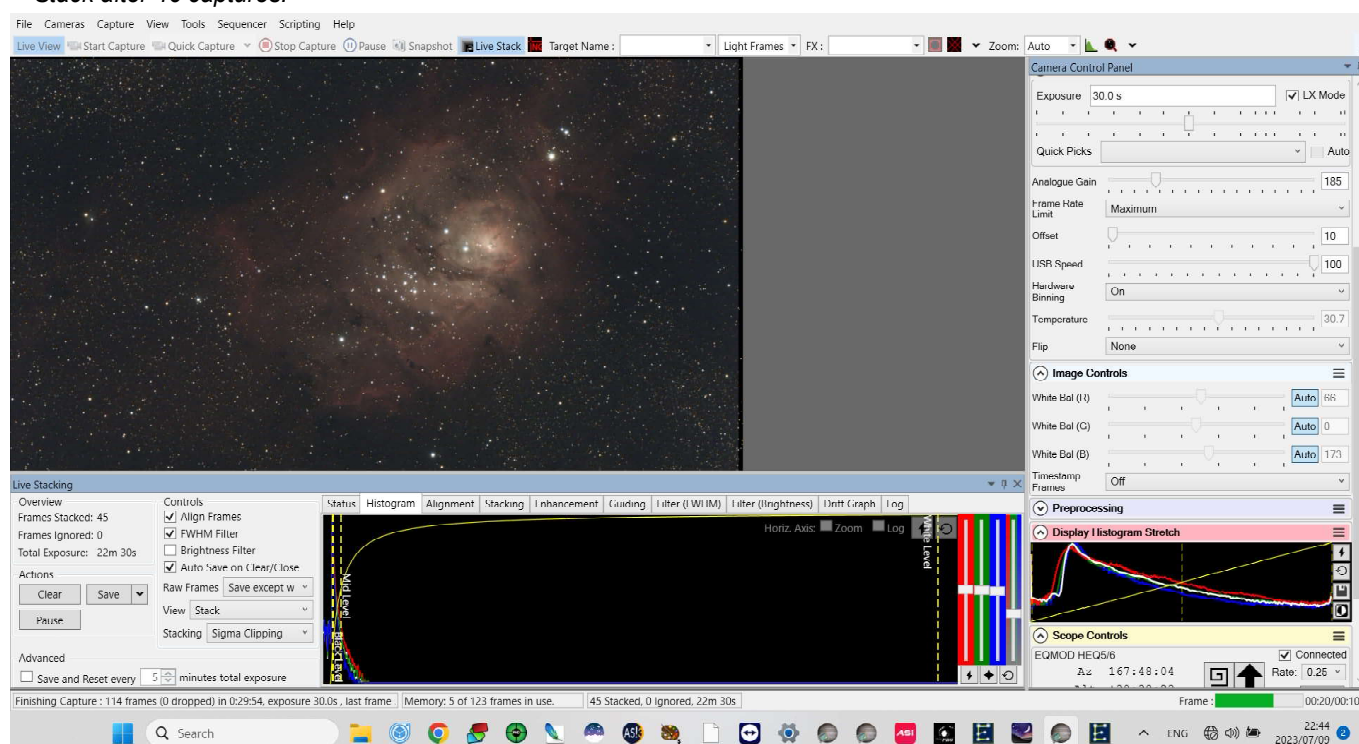 File Cameras Capture View Tools Sequencer Scripting Help
Live View Start Capture Quick Capture Stop Capture Pause Snapshot Live Stack Target Name : Light Frames FX : Zoom: Auto
Camera Control Panel
Exposure 30.0 s LX Mode
Quick Picks Auto
Analogue Gain 185
Frame Rate
Limit
Maximum
Offset 10
USB Speed 100
Hardware
Binning
On
Temperature 30.7
Flip None
Image Controls
White Bal (R) Auto 66
White Bal (G) Auto 0
White Bal (B) Auto 173
Timestamp
Frames
Off
Preprocessing
Display Histogram Stretch
Scope Controls
EQMOD HEQ5/6 Connected
Az 167:48:04 Rate: 0.25
Live Stacking
Overview
Frames Stacked: 45
Frames Ignored: 0
Total Exposure: 22m 30s
Actions
Clear Save
Pause
Advanced
Save and Reset every 5 minutes total exposure
Controls
Align Frames
FWHM Filter
Brightness Filter
Auto Save on Clear/Close
Raw Frames Save except w
View Stack
Stacking Sigma Clipping
Status Histogram Alignment Stacking Enhancement Guiding Filter (FWHM) Filter (Brightness) Drift Graph Log
Horiz. Axis: Zoom Log
White Level
Mid Level
Black Level
Finishing Capture : 114 frames (0 dropped) in 0:29:54, exposure 30.0s , last frame Memory: 5 of 123 frames in use. 45 Stacked, 0 Ignored, 22m 30s Frame : 00:20/00:10
Search
ASI
ENG
22:44
2023/07/09
2